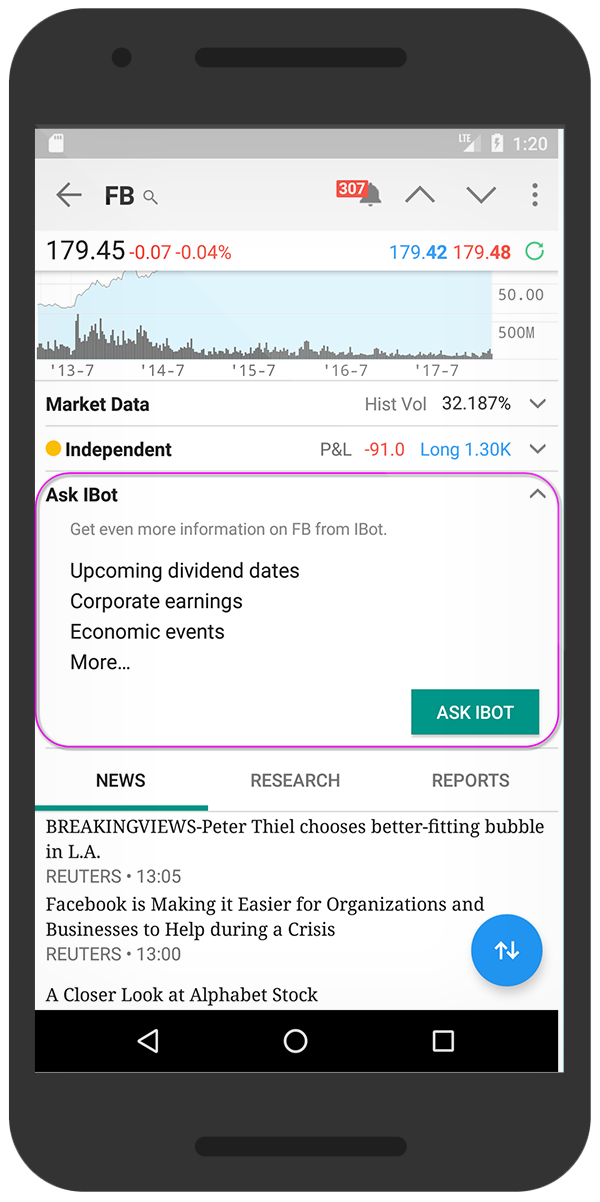 LTE 1:20
FB 307
179.45 -0.07 -0.04% 179.42 179.48
50.00
500M
'13-7 '14-7 '15-7 '16-7 '17-7
Market Data Hist Vol 32.187%
Independent P&L -91.0 Long 1.30K
Ask IBot
Get even more information on FB from IBot.
Upcoming dividend dates
Corporate earnings
Economic events
More...
ASK IBOT
NEWS RESEARCH REPORTS
BREAKINGVIEWS-Peter Thiel chooses better-fitting bubble
in L.A.
REUTERS • 13:05
Facebook is Making it Easier for Organizations and
Businesses to Help during a Crisis
REUTERS • 13:00
A Closer Look at Alphabet Stock